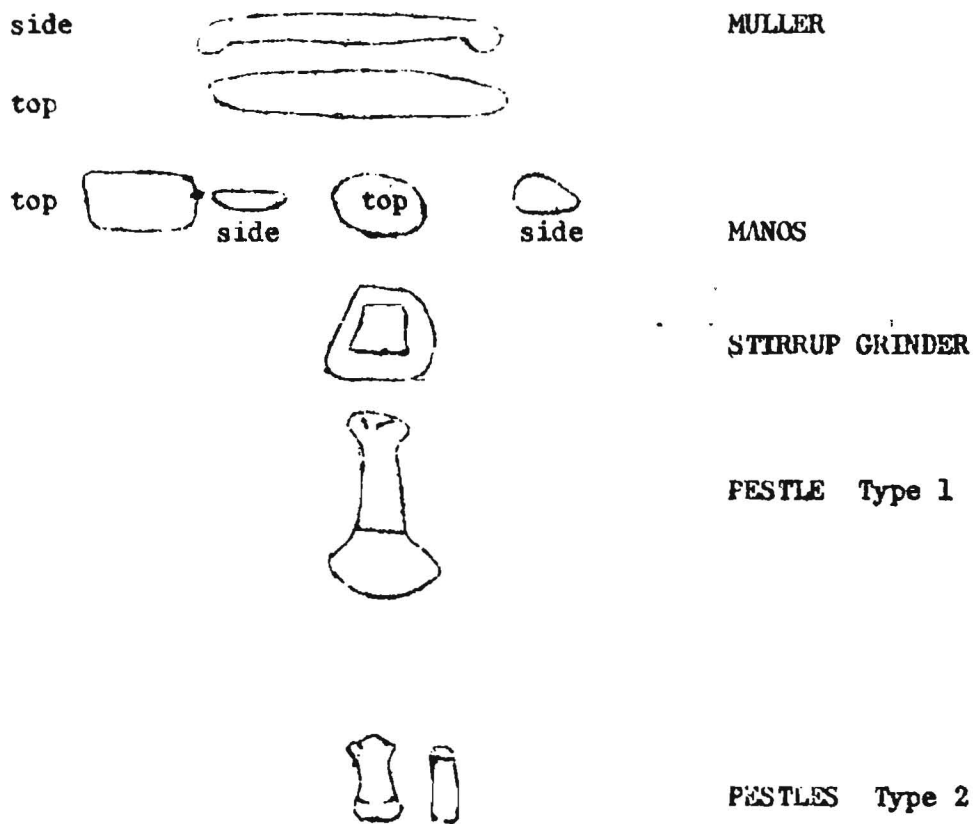 side MULLER
top
top top
side side MANOS
STIRRUP GRINDER
PESTLE Type 1
PESTLES Type 2